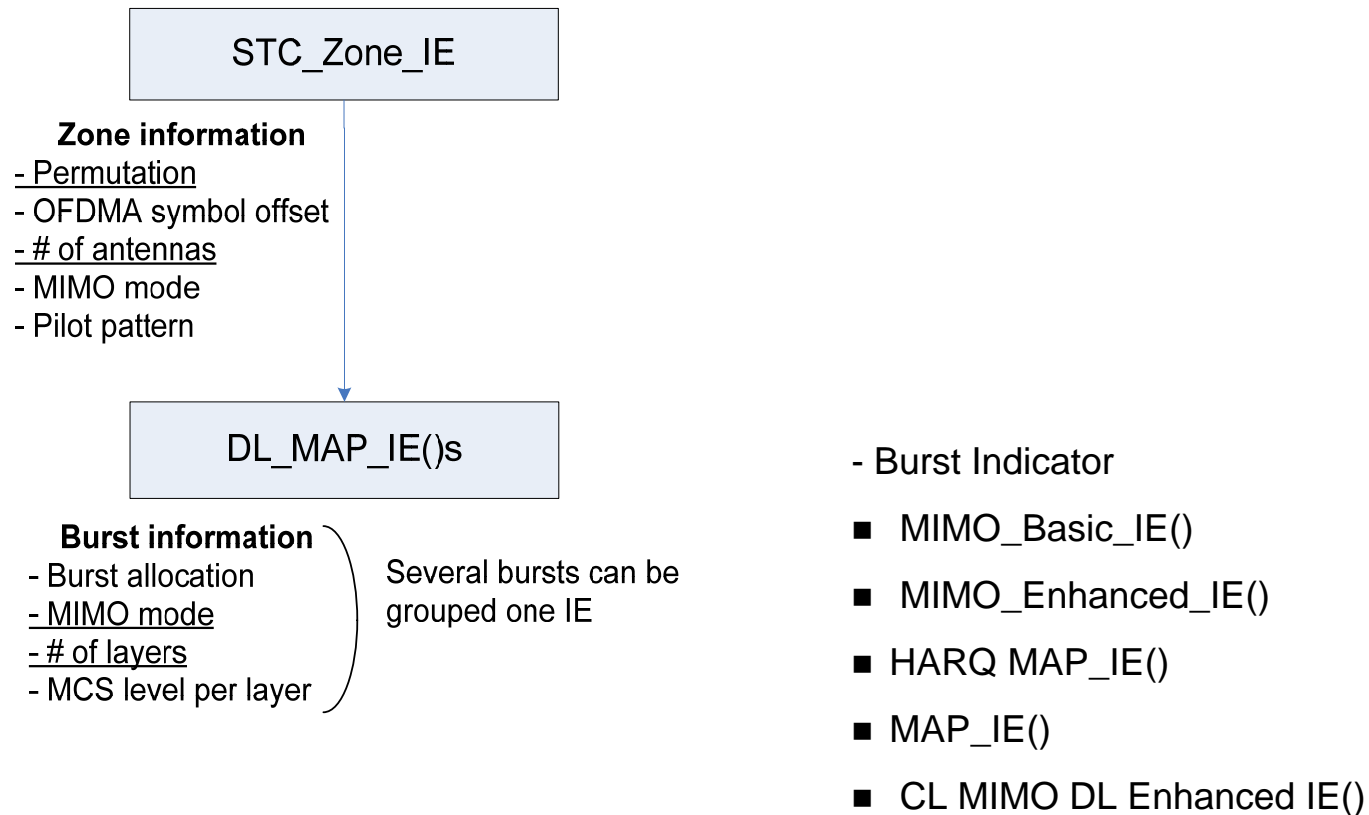 STC_Zone_IE
Zone information
- Permutation
- OFDMA symbol offset
- # of antennas
- MIMO mode
- Pilot pattern
DL_MAP_IE()s
Burst information
- Burst allocation
- MIMO mode
- # of layers
- MCS level per layer
Several bursts can be
grouped one IE
- Burst Indicator
■ MIMO_Basic_IE()
■ MIMO_Enhanced_IE()
■ HARQ MAP_IE()
■ MAP_IE()
■ CL MIMO DL Enhanced IE()